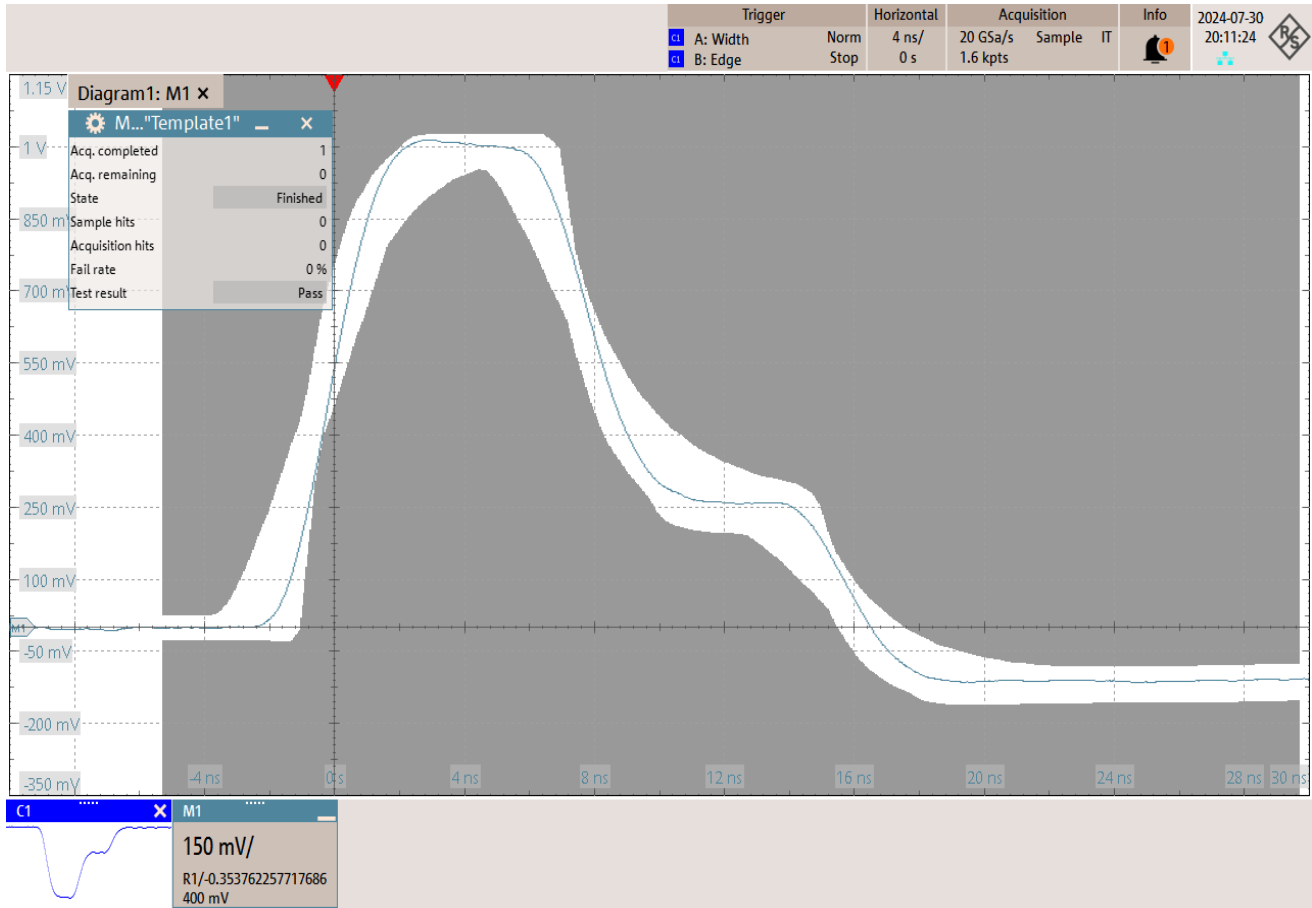 Trigger
Horizontal
Acquisition
Info
2024-07-30
20:11:24
C1 A: Width Norm
C1 B: Edge Stop
4 ns/
0 s
20 GSa/s Sample IT
1.6 kpts
1
R&S
1.15 V
Diagram1: M1 ×
M..."Template1" _ ×
1 V
Acq. completed 1
Acq. remaining 0
State Finished
850 m Sample hits 0
Acquisition hits 0
Fail rate 0 %
700 m Test result Pass
550 mV
400 mV
250 mV
100 mV
M1
-50 mV
-200 mV
-350 mV
-4 ns 0 s 4 ns 8 ns 12 ns 16 ns 20 ns 24 ns 28 ns 30 ns
C1 ×
M1
150 mV/
R1/-0.353762257717686
400 mV